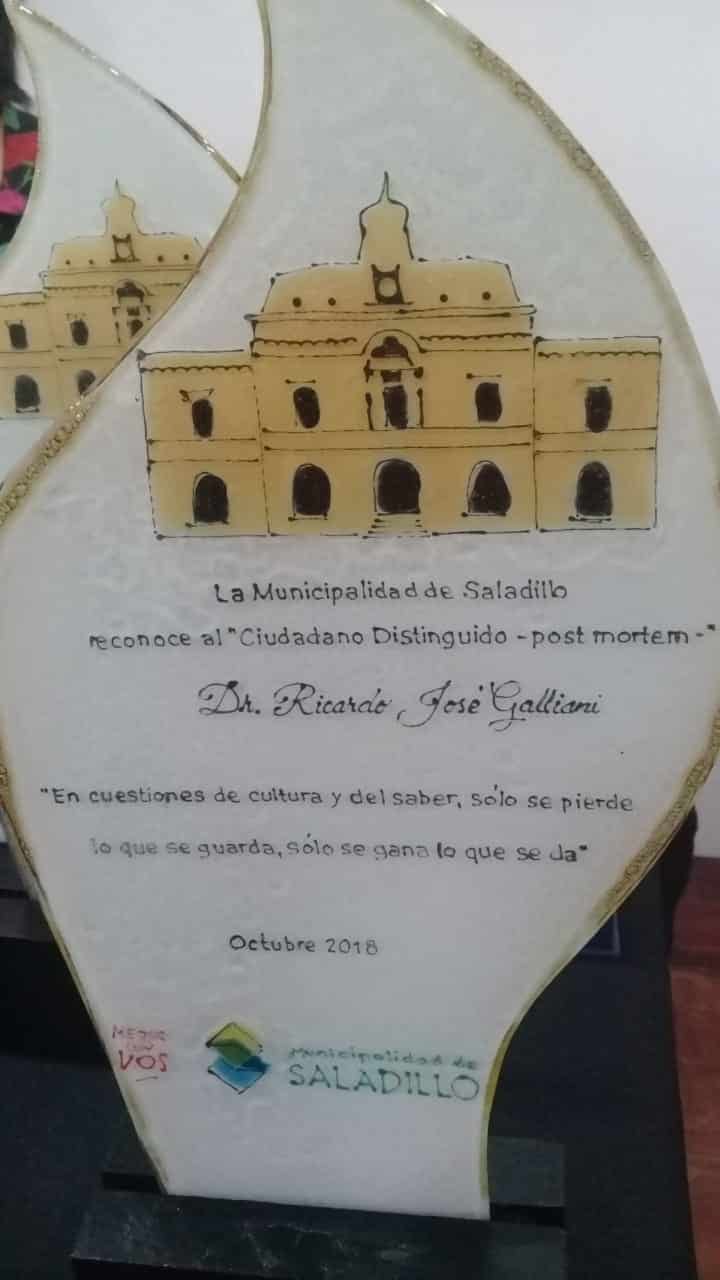 La Municipalidad de Saladillo
reconoce al "Ciudadano Distinguido - post mortem -"
Dr. Ricardo José Galliani
"En cuestiones de cultura y del saber, sólo se pierde
lo que se guarda, sólo se gana lo que se da"
Octubre 2018
MEJOR
CON
VOS
Municipalidad de
SALADILLO